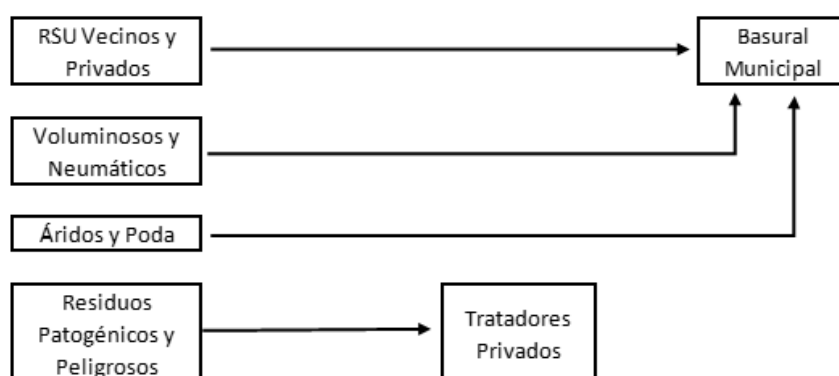 RSU Vecinos y
Privados
Basural
Municipal
Voluminosos y
Neumáticos
Áridos y Poda
Residuos
Patogénicos y
Peligrosos
Tratadores
Privados